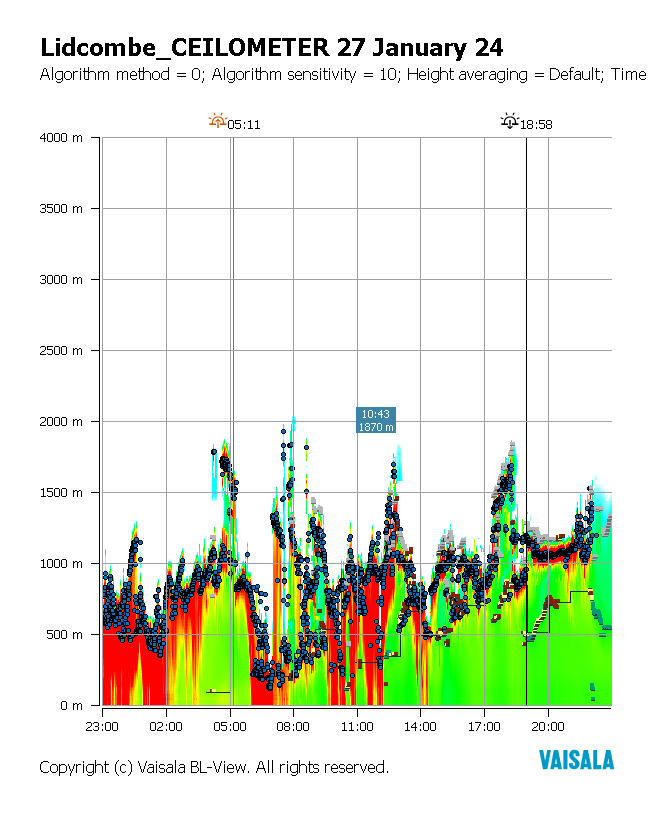 Lidcombe_CEILOMETER 27 January 24
Algorithm method = 0; Algorithm sensitivity = 10; Height averaging = Default; Time
05:11
18:58
4000 m
3500 m
3000 m
2500 m
2000 m
10:43
1870 m
1500 m
1000 m
500 m
0 m
23:00 02:00 05:00 08:00 11:00 14:00 17:00 20:00
VAISALA
Copyright (c) Vaisala BL-View. All rights reserved.